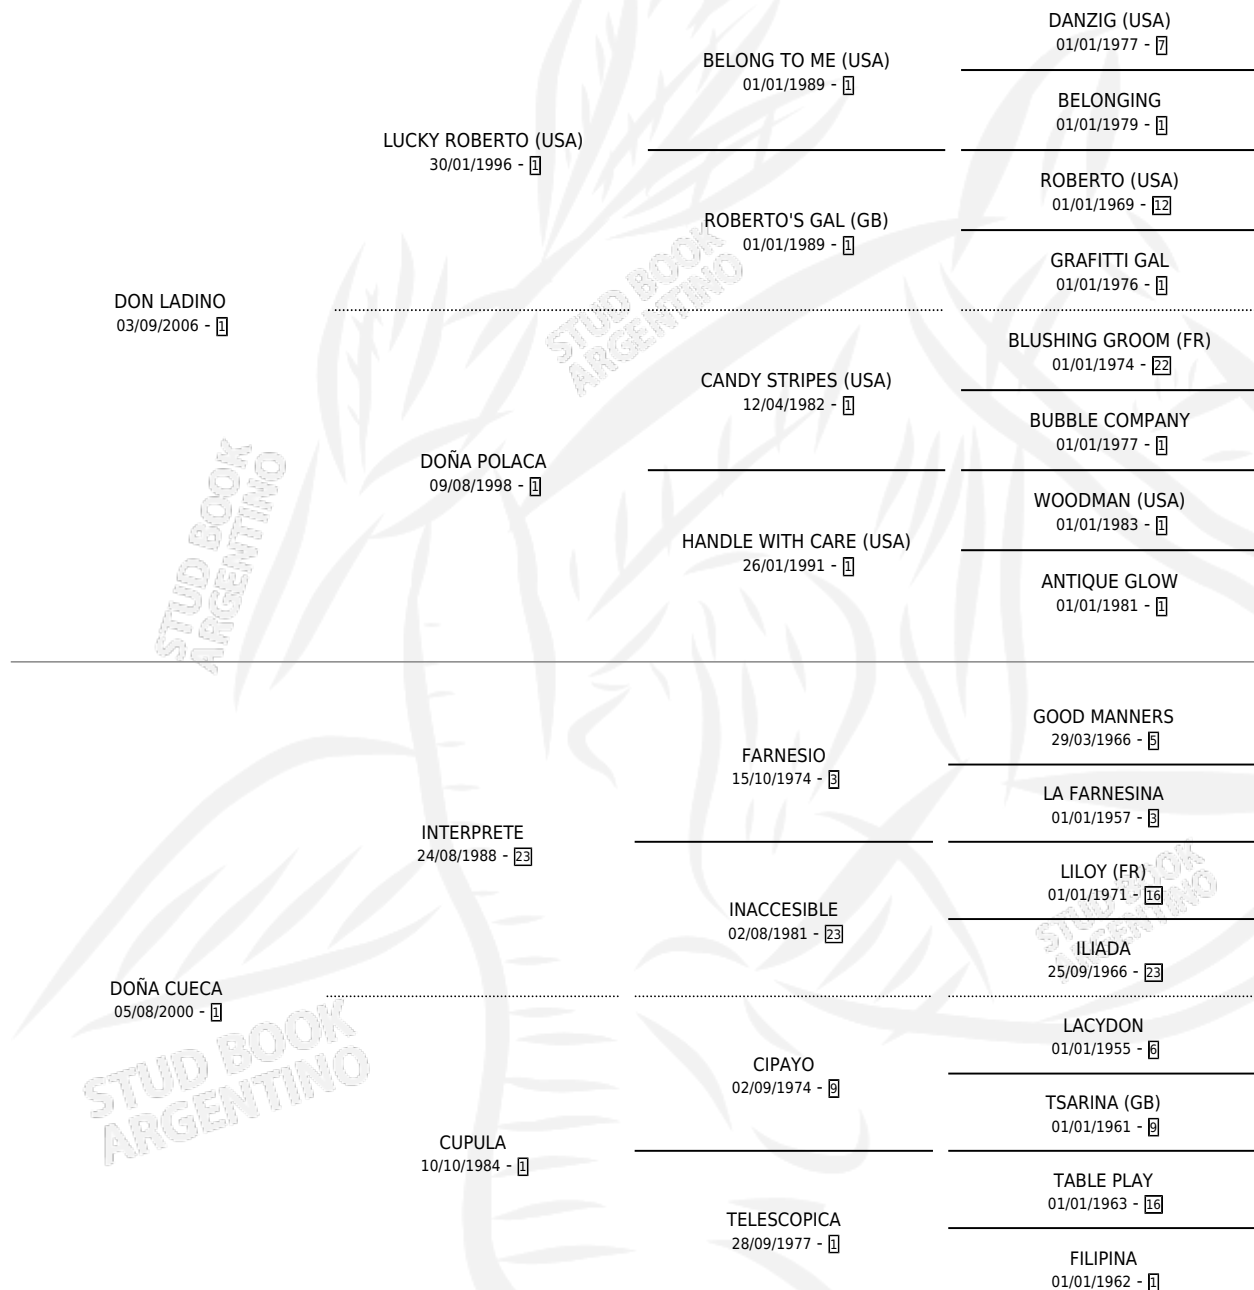 DANZIG (USA)
01/01/1977 - 7
BELONG TO ME (USA)
01/01/1989 - 1
BELONGING
01/01/1979 - 1
LUCKY ROBERTO (USA)
30/01/1996 - 1
ROBERTO (USA)
01/01/1969 - 12
ROBERTO'S GAL (GB)
01/01/1989 - 1
GRAFITTI GAL
01/01/1976 - 1
DON LADINO
03/09/2006 - 1
STUD BOOK
ARGENTINO
BLUSHING GROOM (FR)
01/01/1974 - 22
CANDY STRIPES (USA)
12/04/1982 - 1
BUBBLE COMPANY
01/01/1977 - 1
DOÑA POLACA
09/08/1998 - 1
WOODMAN (USA)
01/01/1983 - 1
HANDLE WITH CARE (USA)
26/01/1991 - 1
ANTIQUE GLOW
01/01/1981 - 1
STUD BOOK
ARGENTINO
GOOD MANNERS
29/03/1966 - 5
FARNESIO
15/10/1974 - 3
LA FARNESINA
01/01/1957 - 3
INTERPRETE
24/08/1988 - 23
LILOY (FR)
01/01/1971 - 16
INACCESIBLE
02/08/1981 - 23
STUD BOOK
ARGENTINO
ILIADA
25/09/1966 - 23
DOÑA CUECA
05/08/2000 - 1
STUD BOOK
ARGENTINO
LACYDON
01/01/1955 - 6
CIPAYO
02/09/1974 - 9
TSARINA (GB)
01/01/1961 - 9
CUPULA
10/10/1984 - 1
TABLE PLAY
01/01/1963 - 16
TELESCOPICA
28/09/1977 - 1
FILIPINA
01/01/1962 - 1